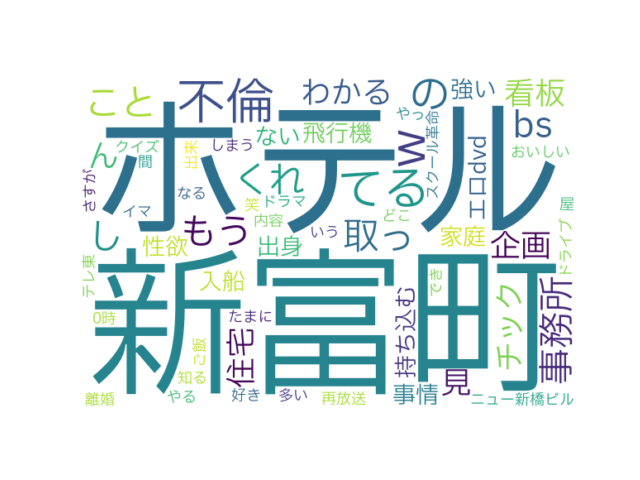 こと
不倫
わかる
の
強い
看板
bs
ホテル
ん
クイズ
間
出来
しまう
ない
飛行機
w
やっ
スクール革命
エロdvd
おいしい
さすが
イマ
なる
くれ
笑
ドラマ
内容
てる
どこ
屋
し
性欲
もう
出身
いう
取っ
家庭
企画
ドライブ
テレ東
入船
新富町
でき
チック
事務所
0時
たまに
住宅
持ち込む
ご飯
知る
見
離婚
やる
好き
多い
再放送
事情
ニュー新橋ビル